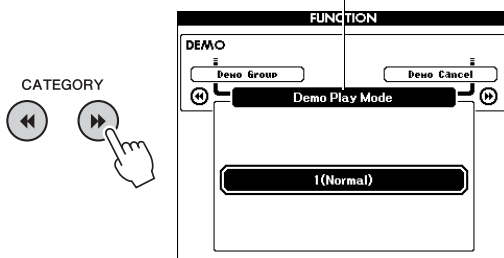 FUNCTION
DEMO
Demo Group
Demo Cancel
CATEGORY
Demo Play Mode
1(Normal)